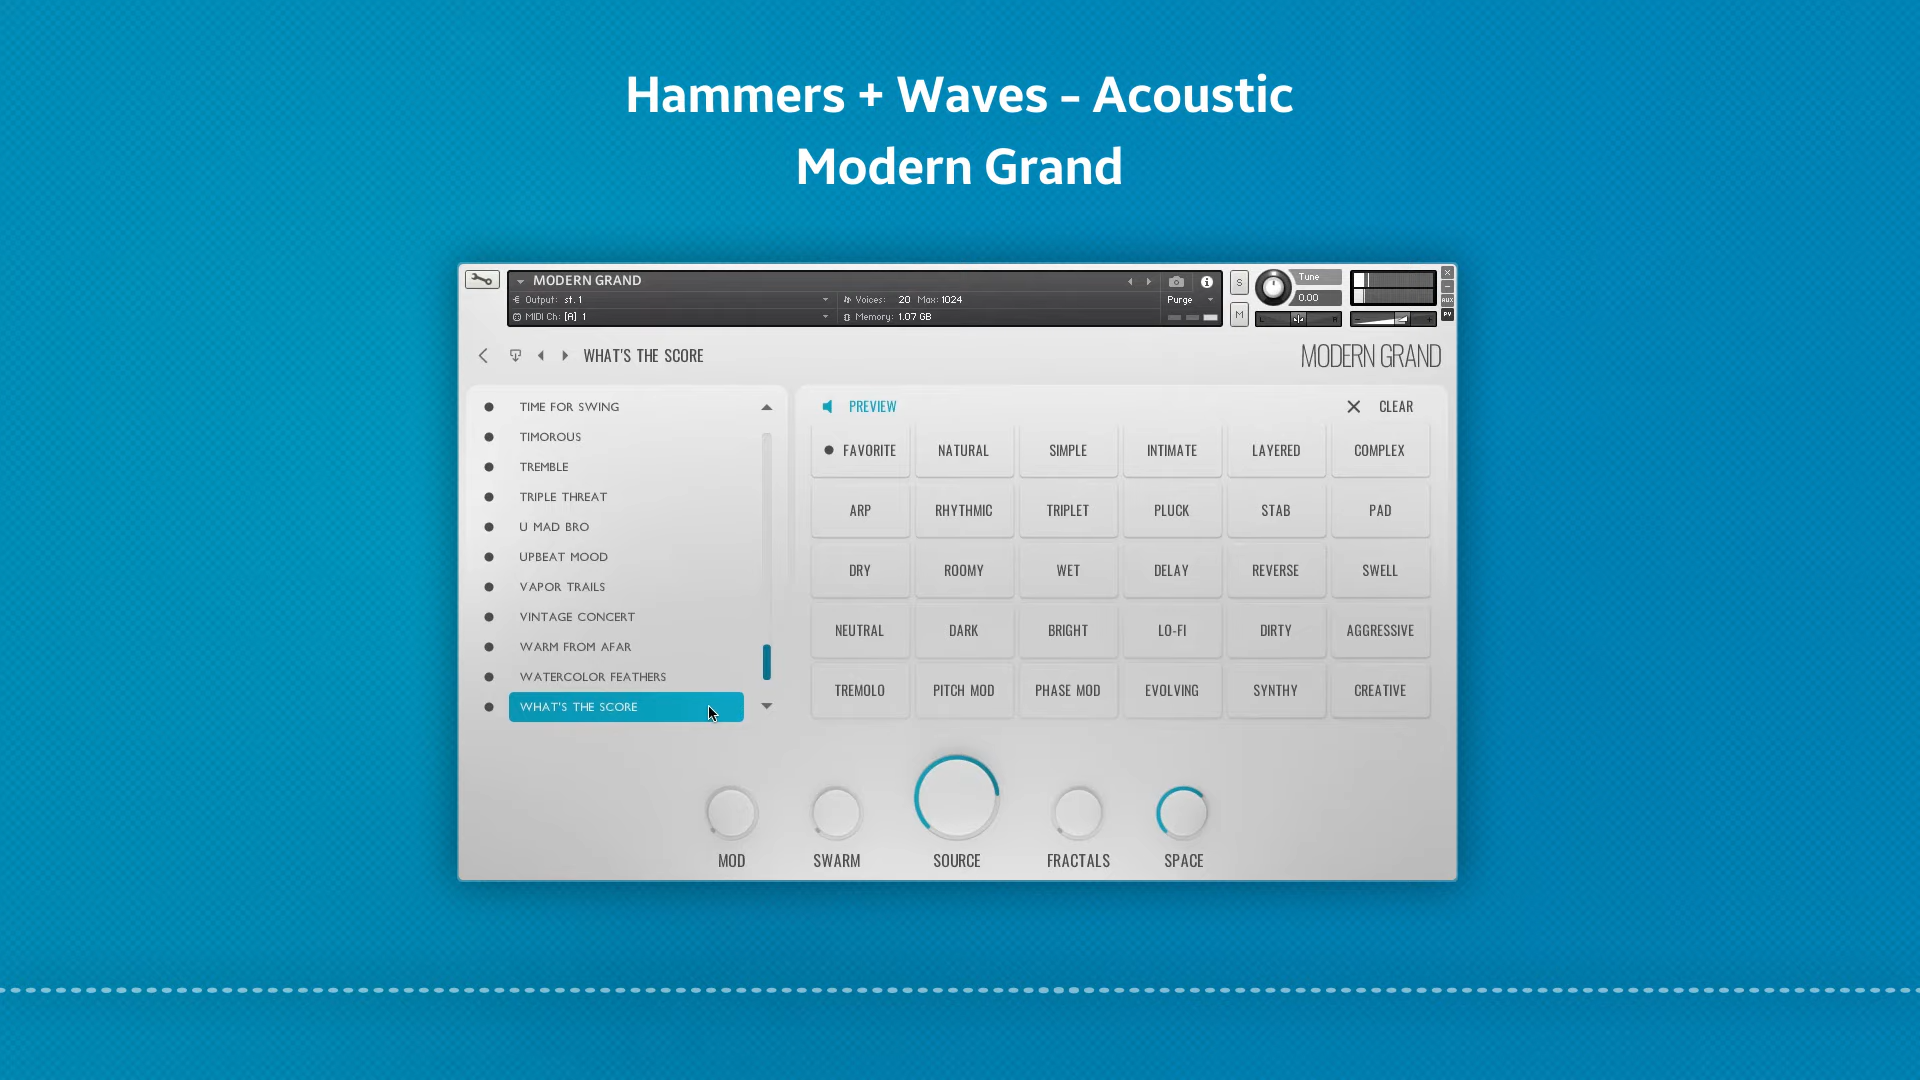 Hammers + Waves – Acoustic
Modern Grand
MODERN GRAND
Output: st. 1
Voices: 20 Max: 1024
Purge
MIDI Ch: [A] 1
Memory: 1.07 GB
S
M
Tune
0.00
L R
AUX
PV
WHAT'S THE SCORE
MODERN GRAND
TIME FOR SWING
TIMOROUS
TREMBLE
TRIPLE THREAT
U MAD BRO
UPBEAT MOOD
VAPOR TRAILS
VINTAGE CONCERT
WARM FROM AFAR
WATERCOLOR FEATHERS
WHAT'S THE SCORE
PREVIEW
CLEAR
FAVORITE NATURAL SIMPLE INTIMATE LAYERED COMPLEX
ARP RHYTHMIC TRIPLET PLUCK STAB PAD
DRY ROOMY WET DELAY REVERSE SWELL
NEUTRAL DARK BRIGHT LO-FI DIRTY AGGRESSIVE
TREMOLO PITCH MOD PHASE MOD EVOLVING SYNTHY CREATIVE
MOD SWARM SOURCE FRACTALS SPACE